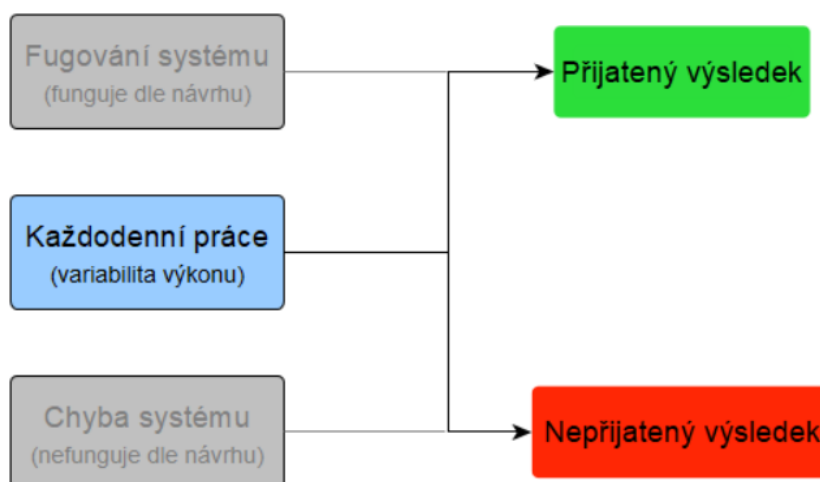 Fugování systému
(funguje dle návrhu)
Přijatený výsledek
Každodenní práce
(variabilita výkonu)
Chyba systému
(nefunguje dle návrhu)
Nepřijatený výsledek